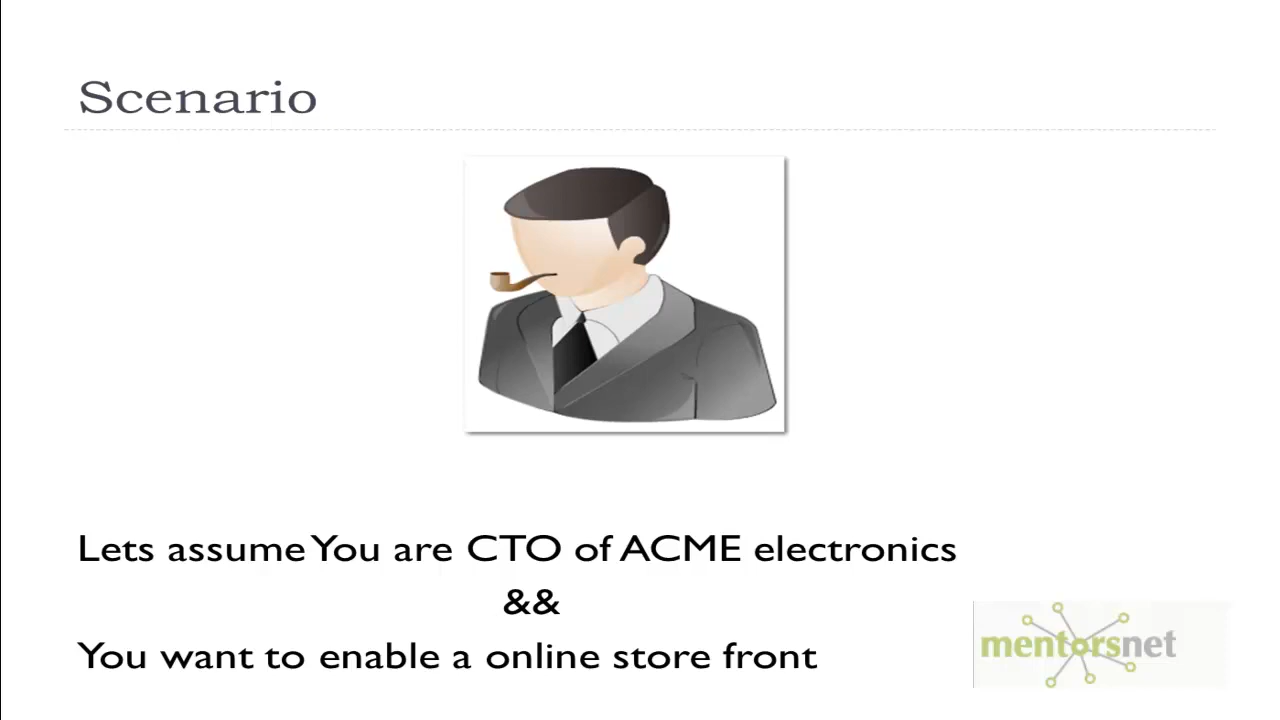 Scenario
Lets assume You are CTO of ACME electronics
&&
You want to enable a online store front
mentorsnet